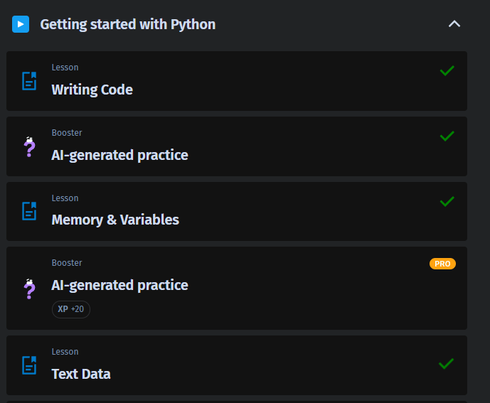 Getting started with Python
Lesson
Writing Code
Booster
AI-generated practice
Lesson
Memory & Variables
Booster
PRO
AI-generated practice
XP +20
Lesson
Text Data